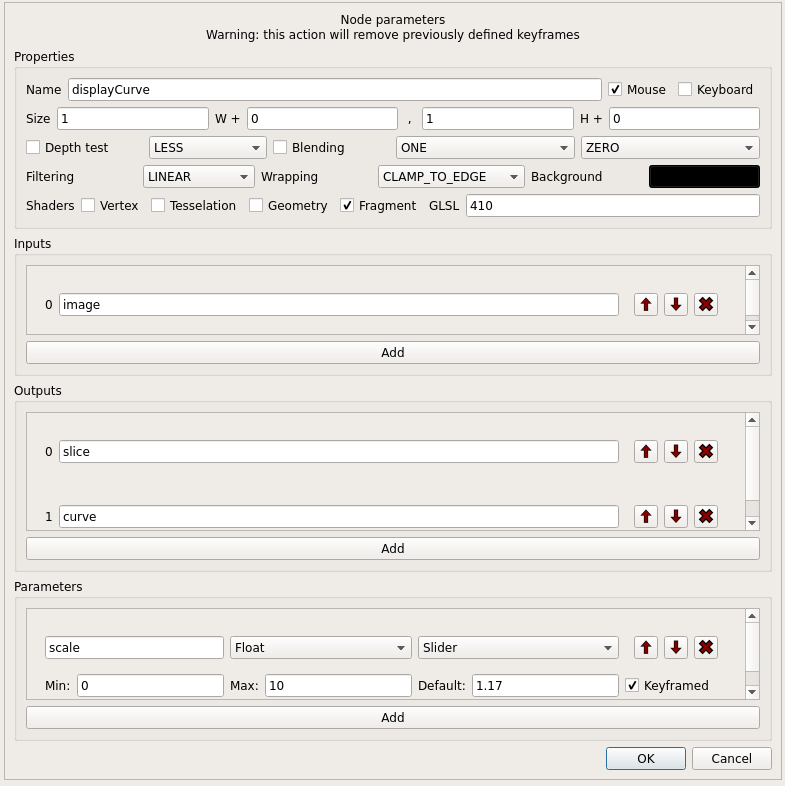 Node parameters
Warning: this action will remove previously defined keyframes
Properties
Name displayCurve Mouse Keyboard
Size 1 W + 0 , 1 H + 0
Depth test LESS Blending ONE ZERO
Filtering LINEAR Wrapping CLAMP_TO_EDGE Background
Shaders Vertex Tesselation Geometry Fragment GLSL 410
Inputs
0 image
Add
Outputs
0 slice
1 curve
Add
Parameters
scale Float Slider
Min: 0 Max: 10 Default: 1.17 Keyframed
Add
OK Cancel